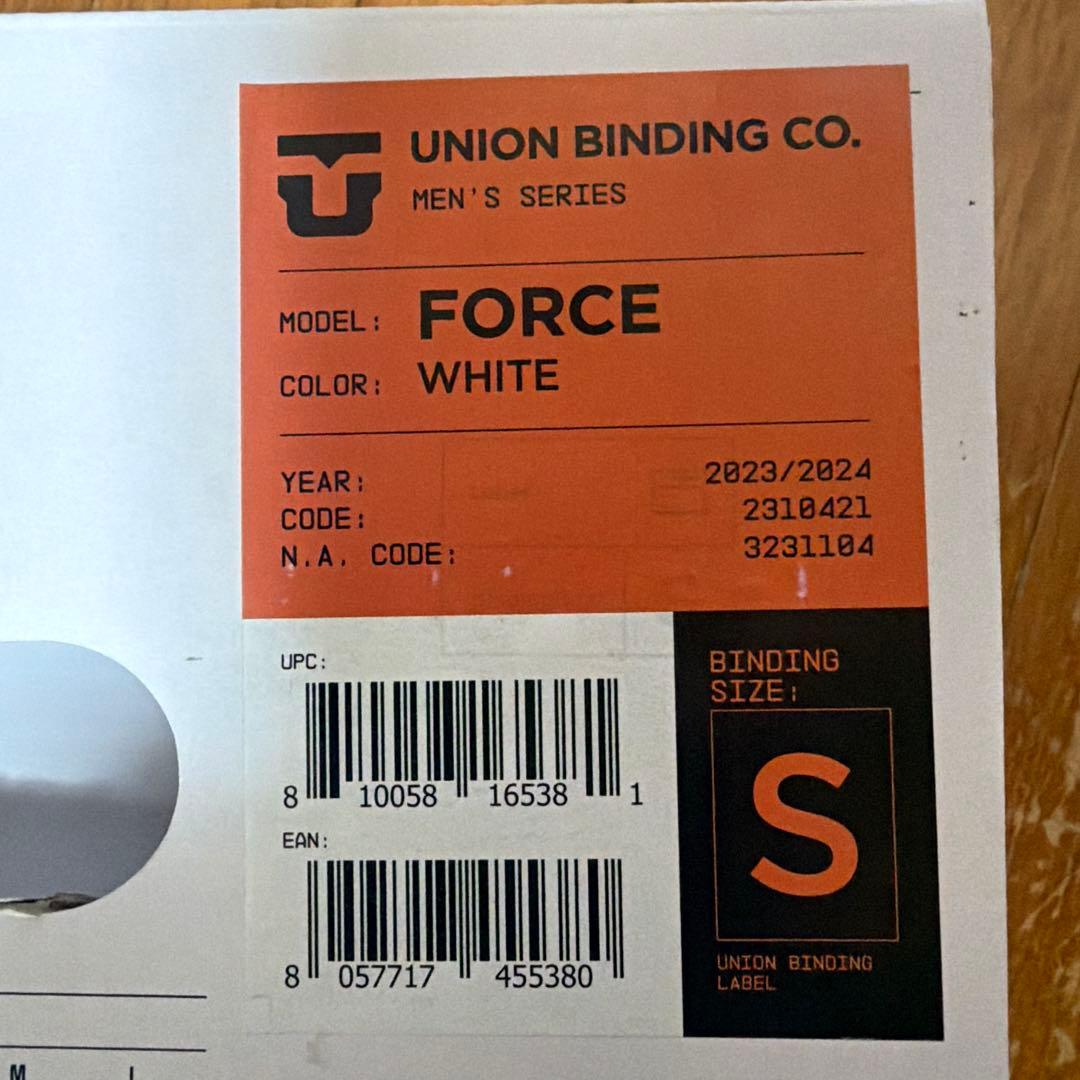 UNION BINDING CO.
MEN'S SERIES
MODEL: FORCE
COLOR: WHITE
YEAR: 2023/2024
CODE: 2310421
N.A. CODE: 3231104
UPC:
8 10058 16538 1
EAN:
8 057717 455380
BINDING
SIZE:
S
UNION BINDING
LABEL
M